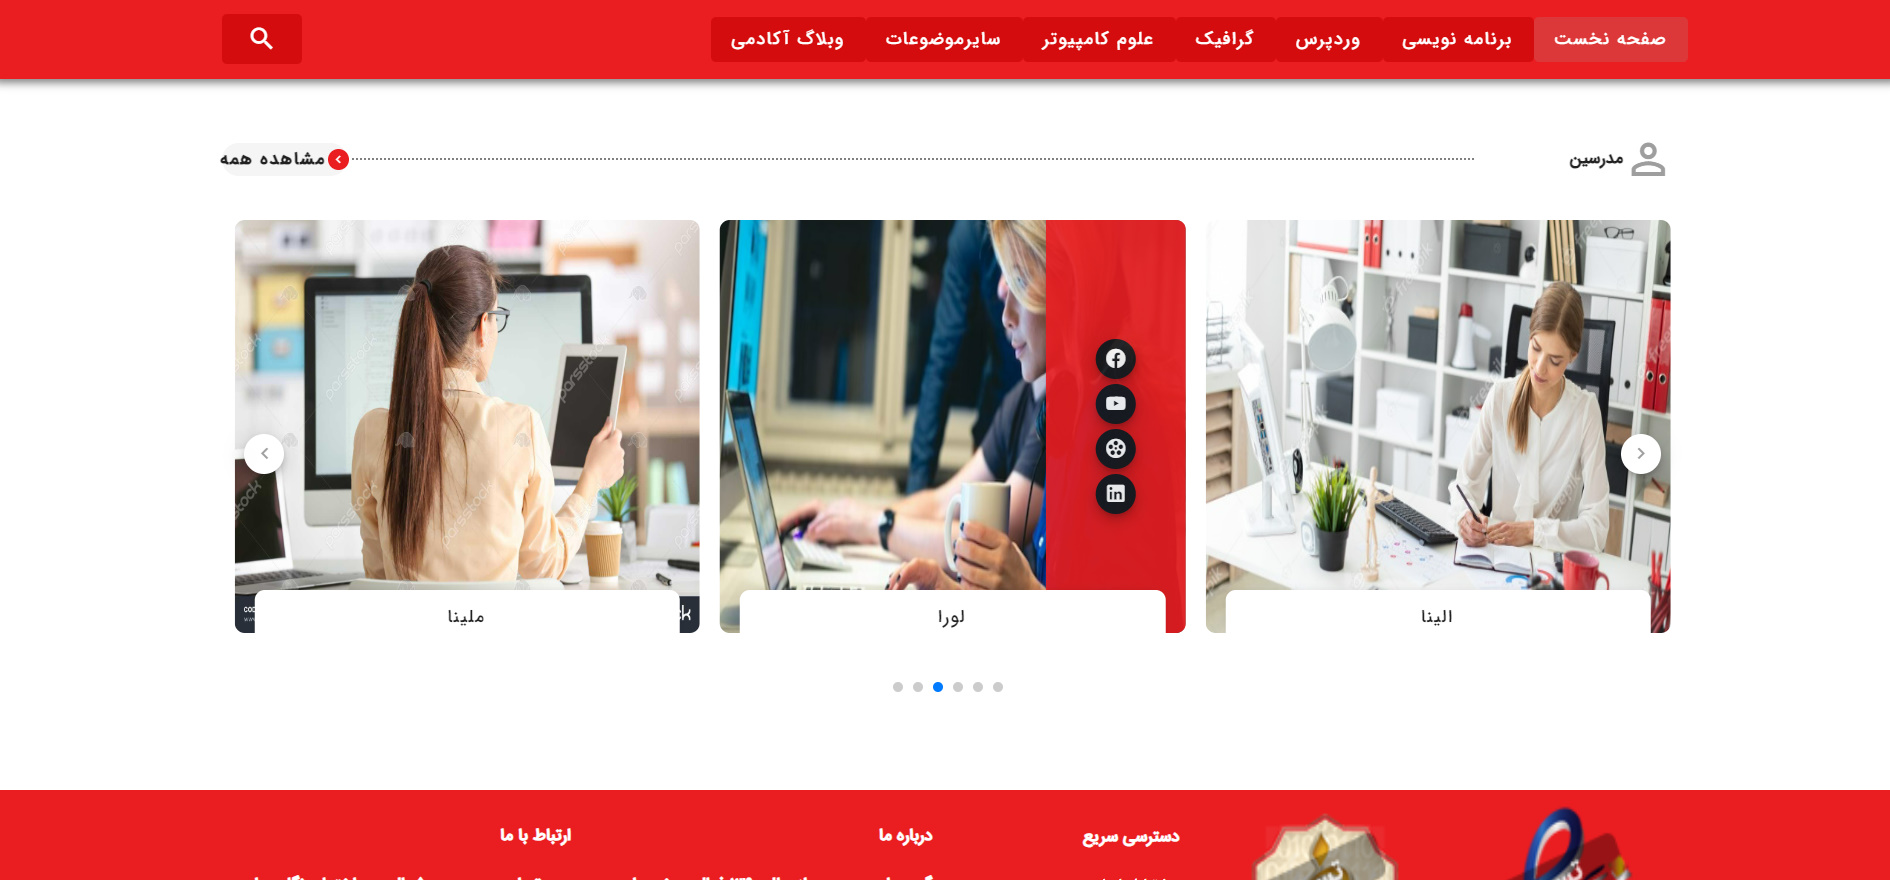 صفحه نخست
برنامه نویسی
وردپرس
گرافیک
علوم کامپیوتر
سایرموضوعات
وبلاگ آکادمی
مدرسین
مشاهده همه
الینا
لورا
ملینا
دسترسی سریع
درباره ما
ارتباط با ما